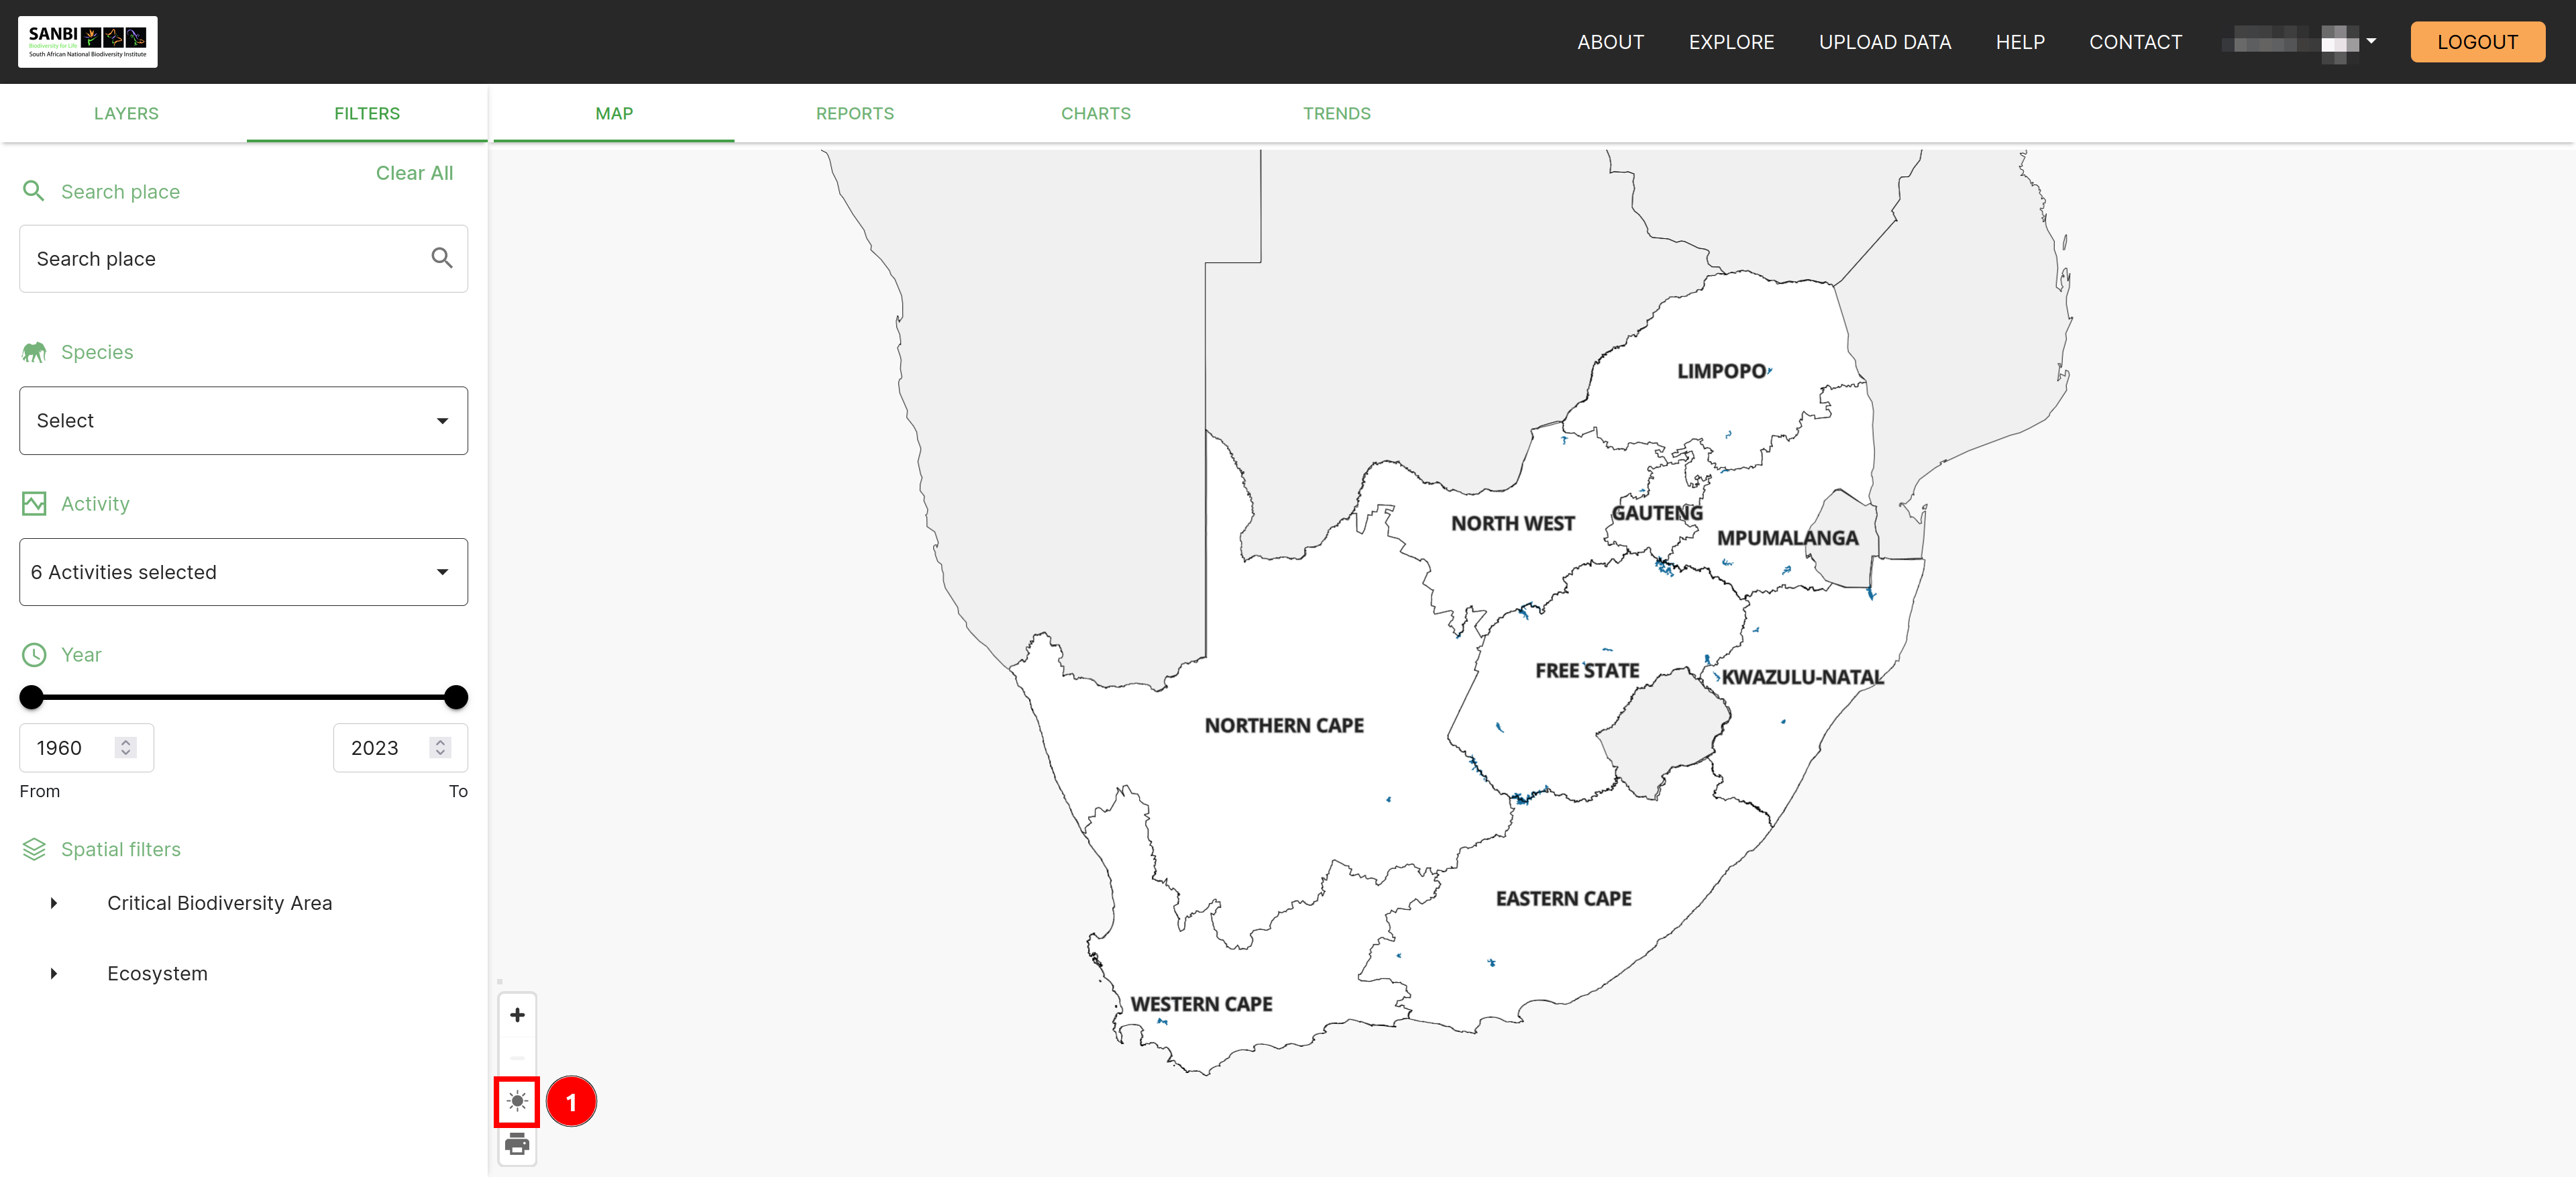 SANBI
Biodiversity for Life
South African National Biodiversity Institute
ABOUT
EXPLORE
UPLOAD DATA
HELP
CONTACT
LOGOUT
LAYERS
FILTERS
MAP
REPORTS
CHARTS
TRENDS
Clear All
Search place
Search place
Species
Select
Activity
6 Activities selected
Year
1960
2023
From
To
Spatial filters
Critical Biodiversity Area
Ecosystem
LIMPOPO
NORTH WEST
GAUTENG
MPUMALANGA
FREE STATE
KWAZULU-NATAL
NORTHERN CAPE
EASTERN CAPE
WESTERN CAPE
1